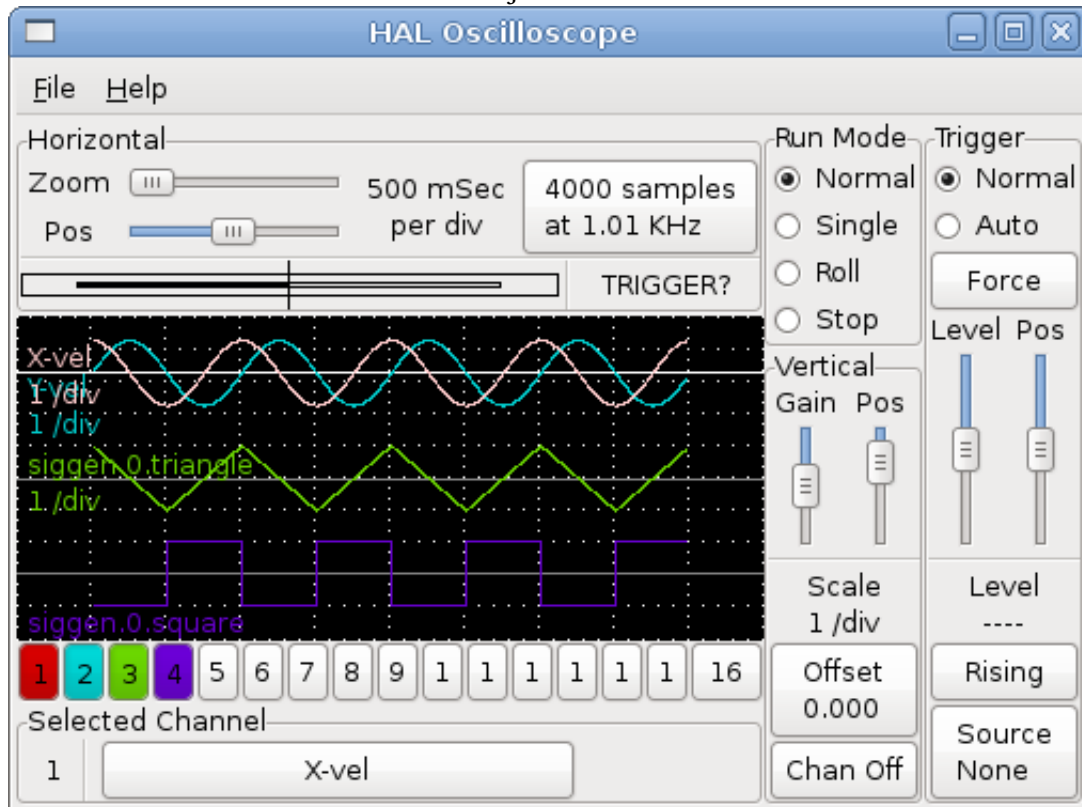 HAL Oscilloscope
File Help
Horizontal
Zoom
Pos
500 mSec
per div
4000 samples
at 1.01 KHz
TRIGGER?
Run Mode
Normal
Single
Roll
Stop
Trigger
Normal
Auto
Force
Level Pos
X-vel
Y-vel
1 /div
1 /div
siggen.0.triangle
1 /div
siggen.0.square
Vertical
Gain Pos
Scale
1 /div
Offset
0.000
Chan Off
Level
----
Rising
Source
None
1 2 3 4 5 6 7 8 9 1 1 1 1 1 1 16
Selected Channel
1 X-vel